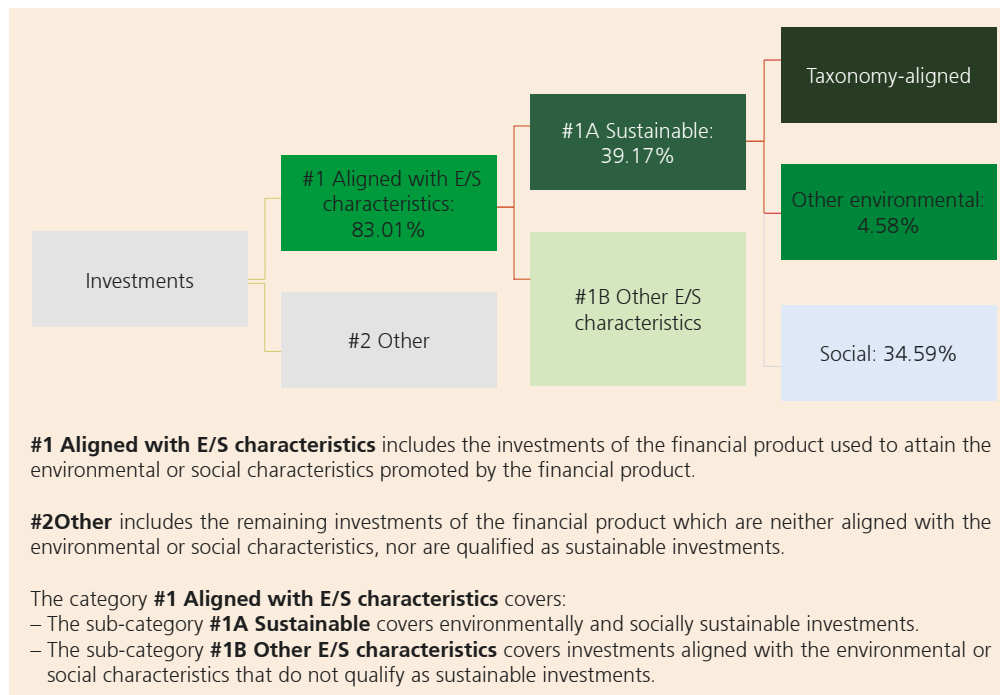 Taxonomy-aligned
#1A Sustainable:
39.17%
#1 Aligned with E/S
characteristics:
83.01%
Other environmental:
4.58%
Investments
#1B Other E/S
characteristics
#2 Other
Social: 34.59%
#1 Aligned with E/S characteristics includes the investments of the financial product used to attain the
environmental or social characteristics promoted by the financial product.
#2Other includes the remaining investments of the financial product which are neither aligned with the
environmental or social characteristics, nor are qualified as sustainable investments.
The category #1 Aligned with E/S characteristics covers:
– The sub-category #1A Sustainable covers environmentally and socially sustainable investments.
– The sub-category #1B Other E/S characteristics covers investments aligned with the environmental or
social characteristics that do not qualify as sustainable investments.